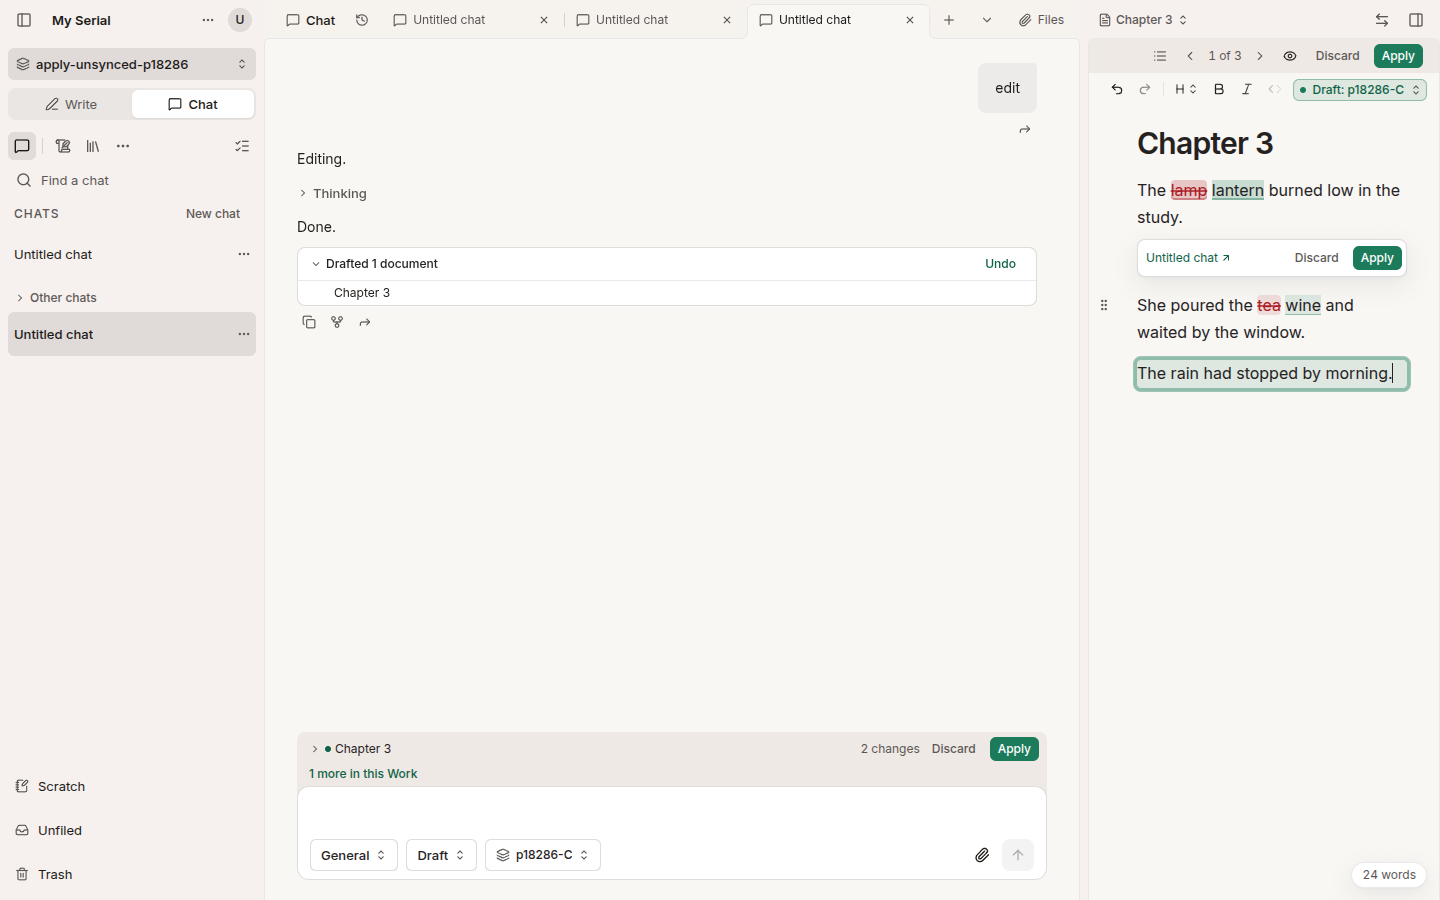 My Serial
U
apply-unsynced-p18286
Write
Chat
Find a chat
CHATS
New chat
Untitled chat
Other chats
Untitled chat
Scratch
Unfiled
Trash
Chat
Untitled chat
Untitled chat
Untitled chat
Files
edit
Editing.
Thinking
Done.
Drafted 1 document
Undo
Chapter 3
Chapter 3
2 changes
Discard
Apply
1 more in this Work
General
Draft
p18286-C
Chapter 3
1 of 3
Discard
Apply
H
B
I
Draft: p18286-C
Chapter 3
The lamp lantern burned low in the
study.
Untitled chat
Discard
Apply
She poured the tea wine and
waited by the window.
The rain had stopped by morning.
24 words